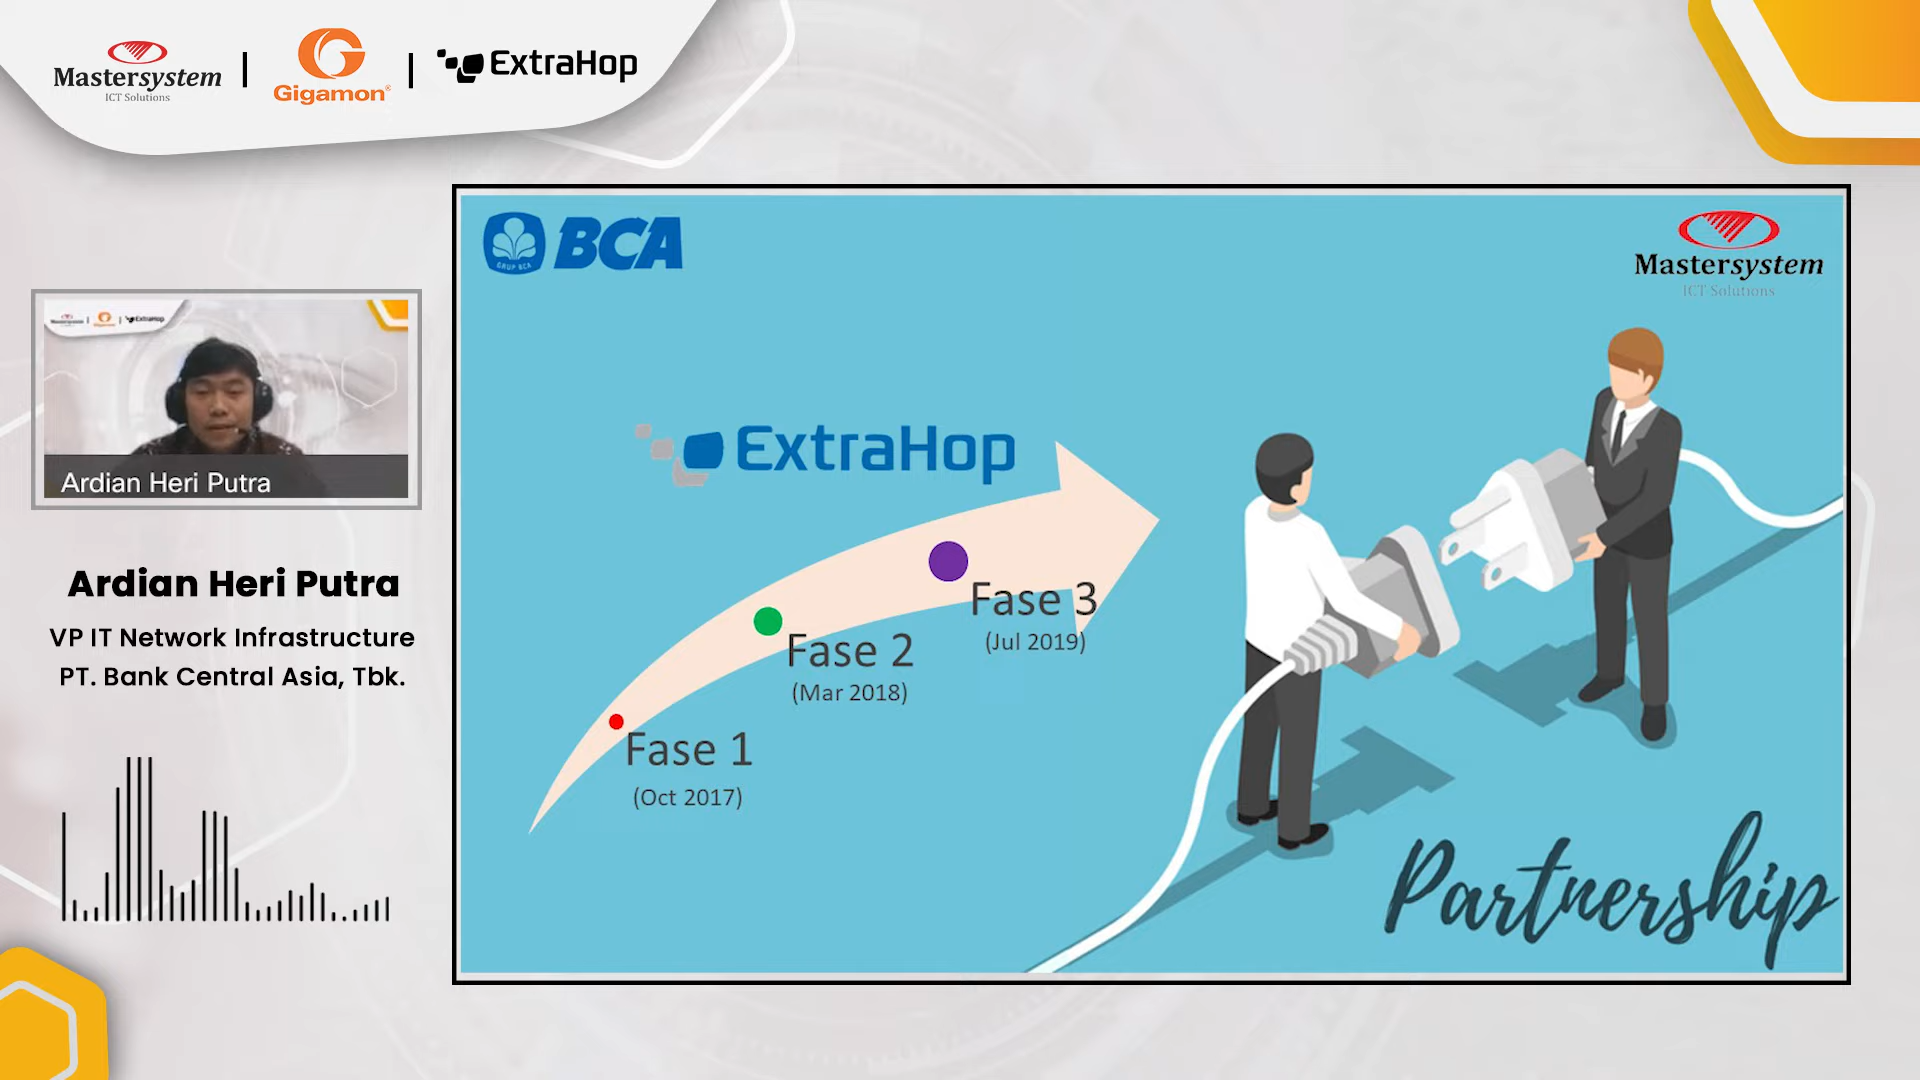 Mastersystem
ICT Solutions
Gigamon®
ExtraHop
Ardian Heri Putra
Ardian Heri Putra
VP IT Network Infrastructure
PT. Bank Central Asia, Tbk.
BCA
GRUP BCA
Mastersystem
ICT Solutions
ExtraHop
Fase 3
(Jul 2019)
Fase 2
(Mar 2018)
Fase 1
(Oct 2017)
Partnership